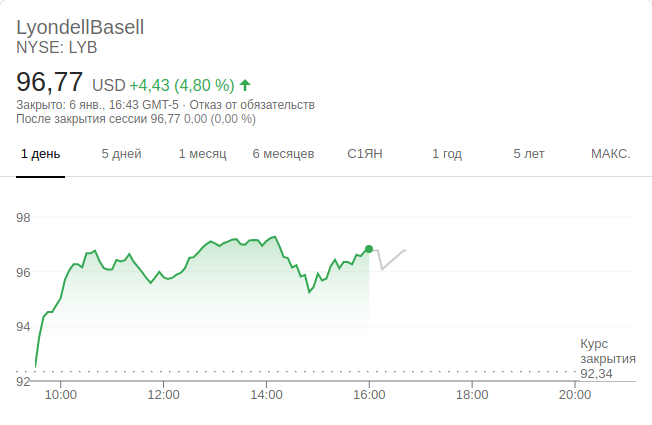 LyondellBasell
NYSE: LYB
96,77 USD +4,43 (4,80 %)
Закрыто: 6 янв., 16:43 GMT-5 · Отказ от обязательств
После закрытия сессии 96,77 0,00 (0,00 %)
1 день 5 дней 1 месяц 6 месяцев С1ЯН 1 год 5 лет МАКС.
98
96
94
Курс
закрытия
92,34
92
10:00 12:00 14:00 16:00 18:00 20:00